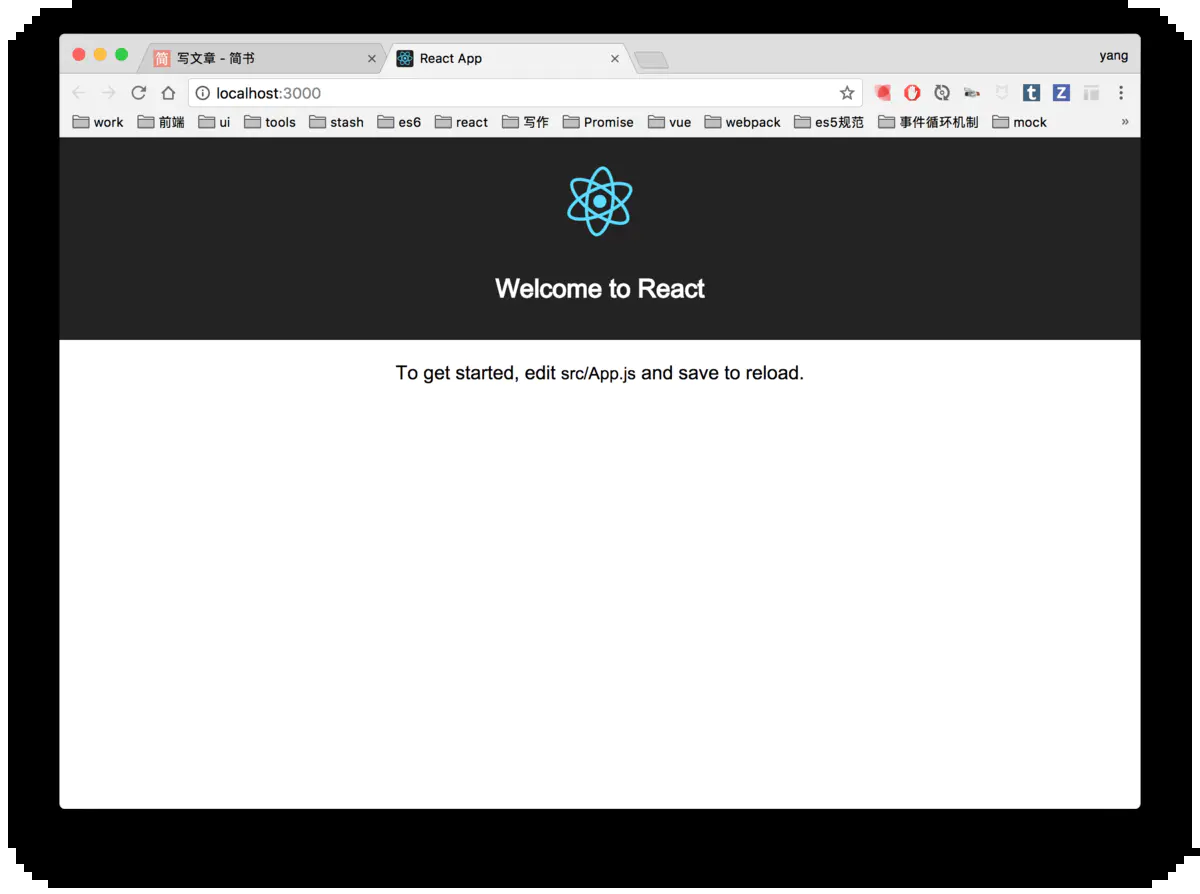 写文章 - 简书
React App
yang
localhost:3000
work 前端 ui tools stash es6 react 写作 Promise vue webpack es5规范 事件循环机制 mock »
Welcome to React
To get started, edit src/App.js and save to reload.